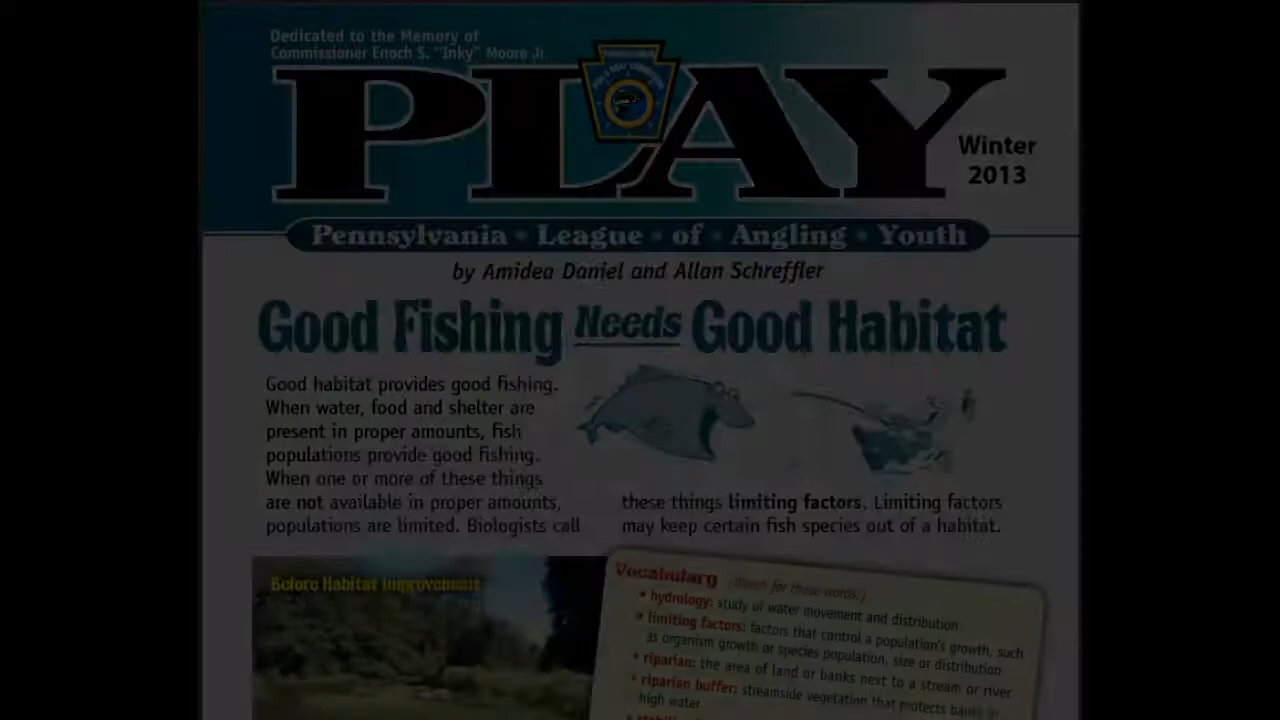 Dedicated to the Memory of
Commissioner Enoch S. "Inky" Moore Jr.
PLAY
Winter
2013
Pennsylvania • League • of • Angling • Youth
by Amidea Daniel and Allan Schreffler
Good Fishing Needs Good Habitat
Good habitat provides good fishing.
When water, food and shelter are
present in proper amounts, fish
populations provide good fishing.
When one or more of these things
are not available in proper amounts,
populations are limited. Biologists call
these things limiting factors. Limiting factors
may keep certain fish species out of a habitat.
Before Habitat Improvement
Vocabulary (Watch for these words!)
• hydrology: study of water movement and distribution
• limiting factors: factors that control a population's growth, such
as organism growth or species population, size or distribution
• riparian: the area of land or banks next to a stream or river
• riparian buffer: streamside vegetation that protects banks in
high water